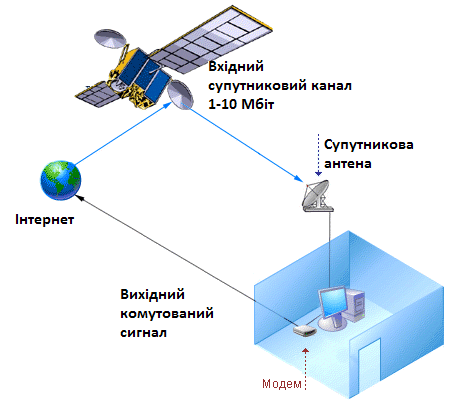 Вхідний
супутниковий канал
1-10 Мбіт
Супутникова
антена
Інтернет
Вихідний
комутований
сигнал
Модем